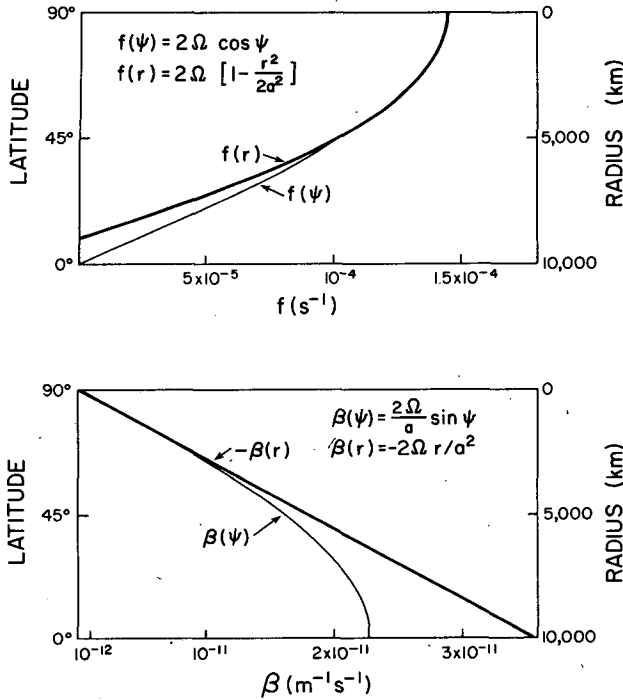 90°
0
f(ψ) = 2Ω cos ψ
f(r) = 2Ω [1 - r²/2a²]
LATITUDE
45°
5,000
RADIUS (km)
f(r)
f(ψ)
0°
10,000
5x10⁻⁵
10⁻⁴
1.5x10⁻⁴
f (s⁻¹)
90°
0
β(ψ) = 2Ω/a sin ψ
β(r) = -2Ω r/a²
-β(r)
LATITUDE
45°
5,000
RADIUS (km)
β(ψ)
0°
10,000
10⁻¹²
10⁻¹¹
2x10⁻¹¹
3x10⁻¹¹
β (m⁻¹s⁻¹)